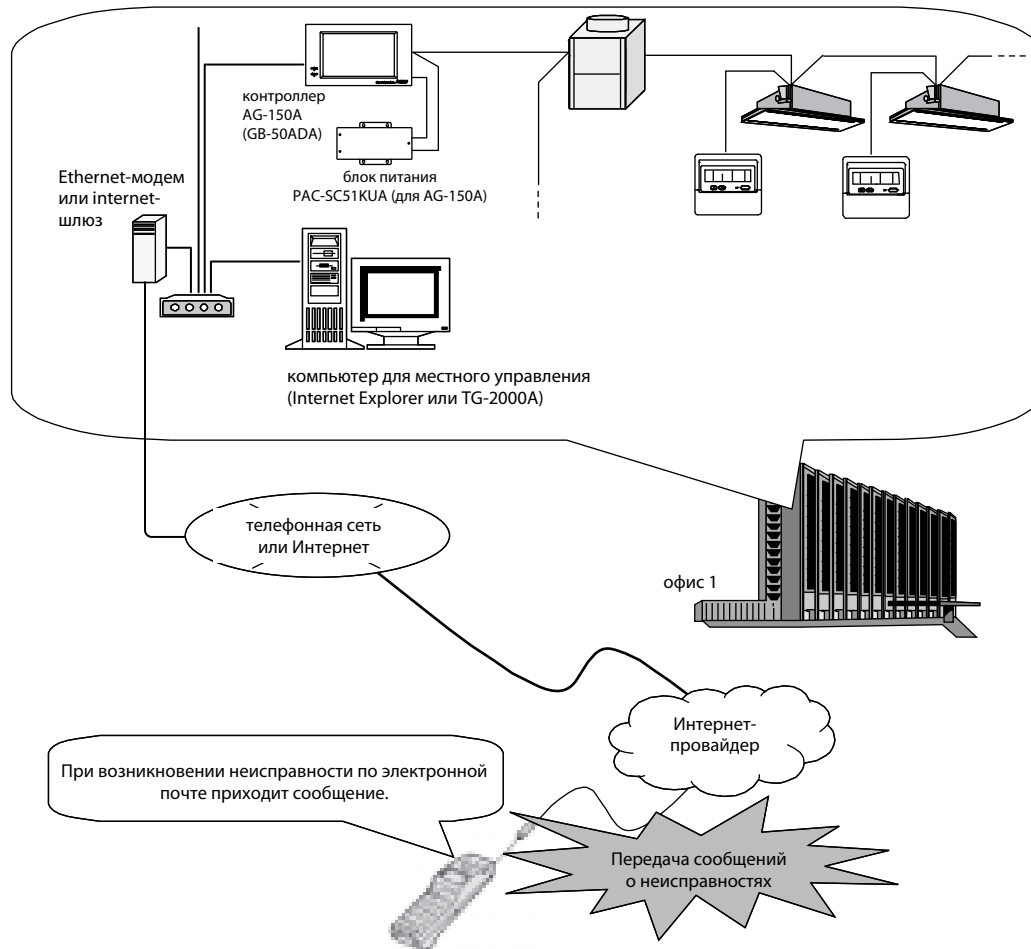 контроллер
AG-150A
(GB-50ADA)
блок питания
PAC-SC51KUA (для AG-150A)
Ethernet-модем
или internet-
шлюз
компьютер для местного управления
(Internet Explorer или TG-2000A)
телефонная сеть
или Интернет
офис 1
Интернет-
провайдер
При возникновении неисправности по электронной
почте приходит сообщение.
Передача сообщений
о неисправностях